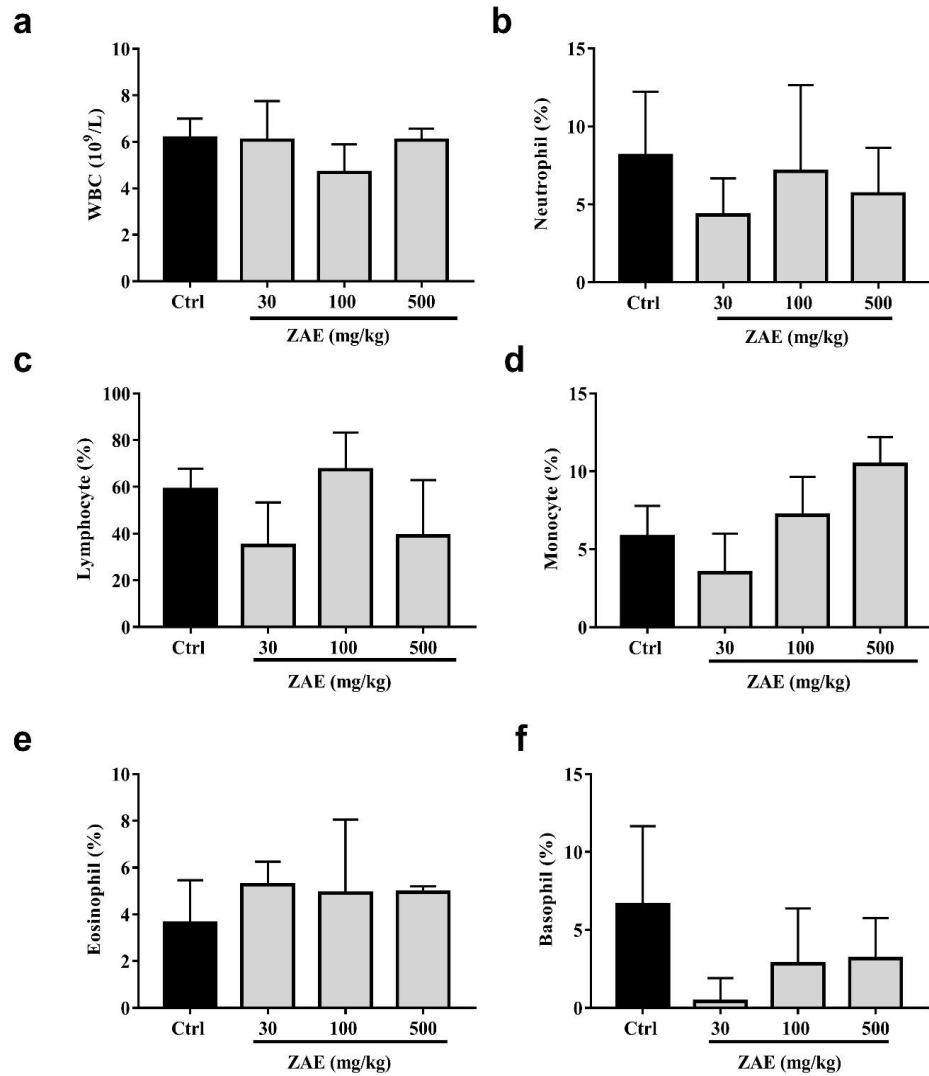 a
10
8
6
4
2
0
WBC (10⁹/L)
Ctrl 30 100 500
ZAE (mg/kg)
b
15
10
5
0
Neutrophil (%)
Ctrl 30 100 500
ZAE (mg/kg)
c
100
80
60
40
20
0
Lymphocyte (%)
Ctrl 30 100 500
ZAE (mg/kg)
d
15
10
5
0
Monocyte (%)
Ctrl 30 100 500
ZAE (mg/kg)
e
10
8
6
4
2
0
Eosinophil (%)
Ctrl 30 100 500
ZAE (mg/kg)
f
15
10
5
0
Basophil (%)
Ctrl 30 100 500
ZAE (mg/kg)